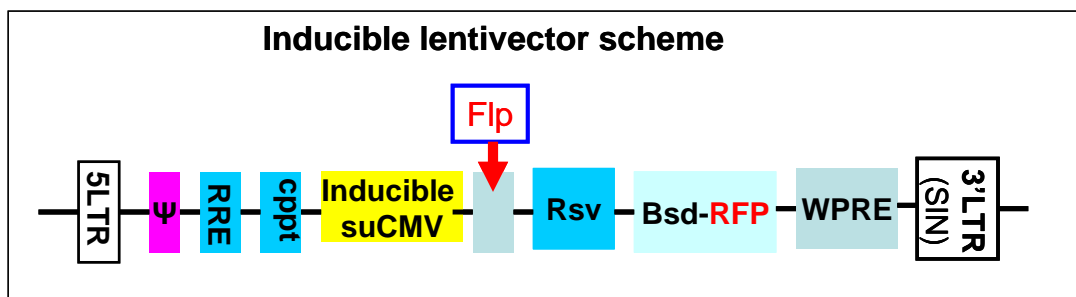 Inducible lentivector scheme
Flp
5LTR
Ψ
RRE
cppt
Inducible
suCMV
Rsv
Bsd-RFP
WPRE
3'LTR
(SIN)